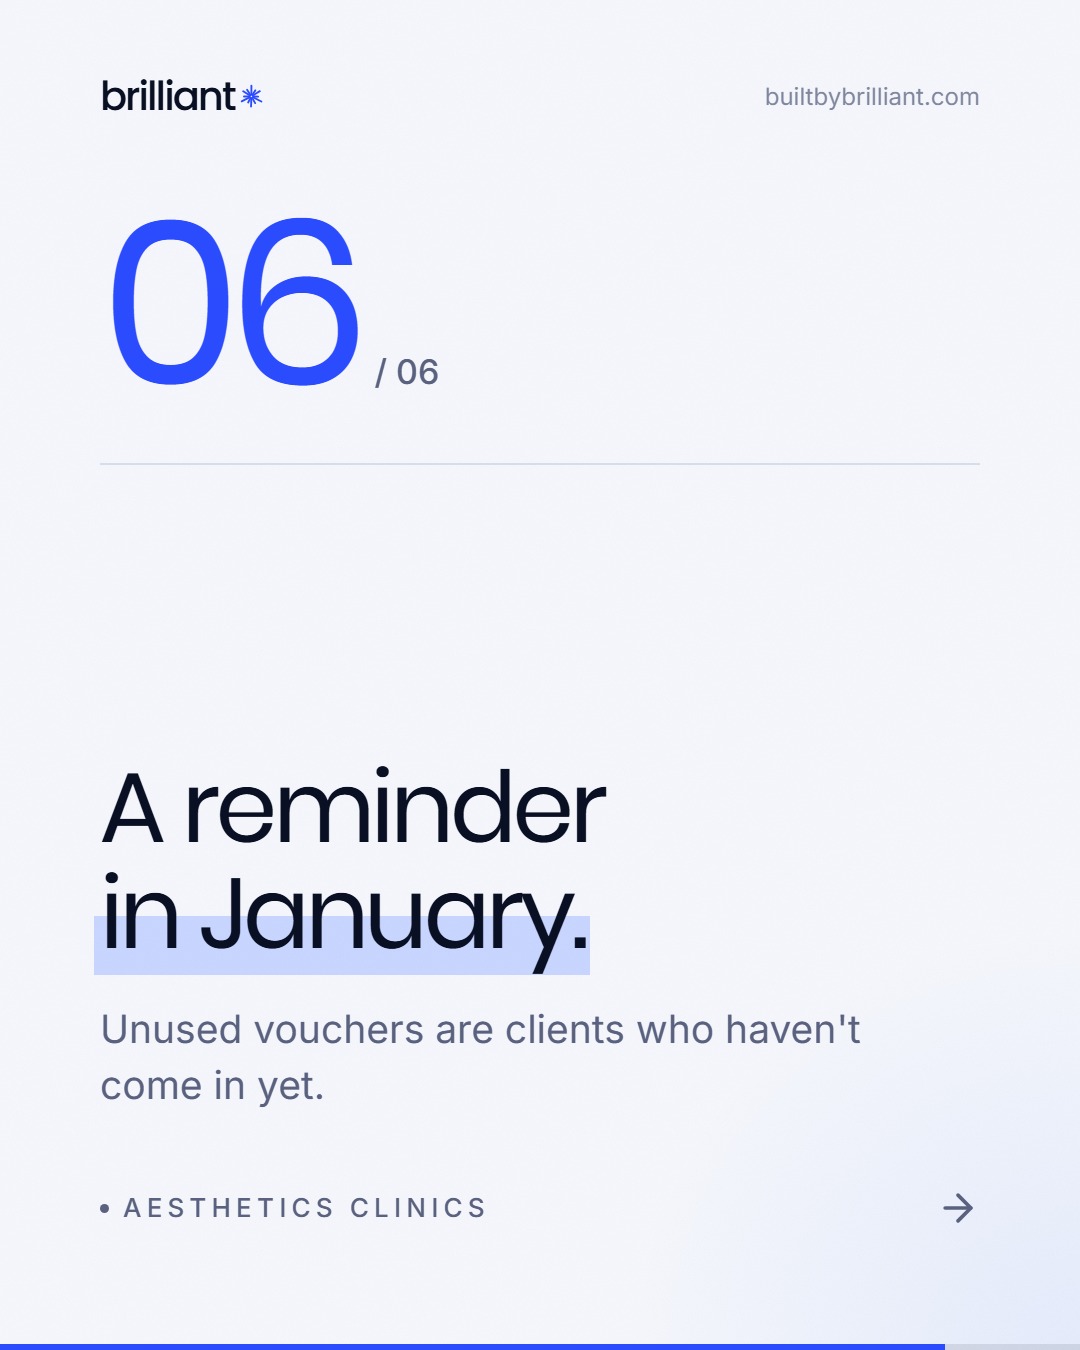 brilliant
builtbybrilliant.com
06 / 06
A reminder
in January.
Unused vouchers are clients who haven't
come in yet.
• AESTHETICS CLINICS